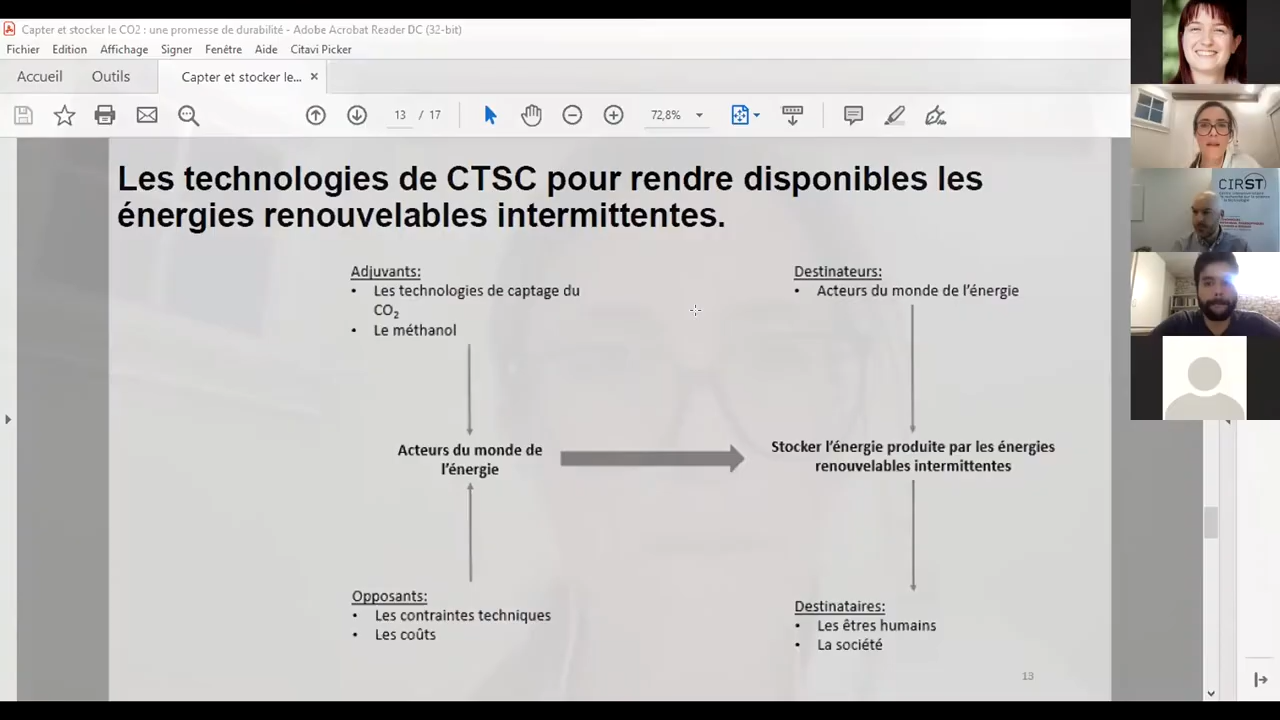 Capter et stocker le CO2 : une promesse de durabilité - Adobe Acrobat Reader DC (32-bit)
Fichier Edition Affichage Signer Fenêtre Aide Citavi Picker
Accueil Outils Capter et stocker le... ×
13 / 17 72,8%
Les technologies de CTSC pour rendre disponibles les
énergies renouvelables intermittentes.
Adjuvants:
• Les technologies de captage du
CO₂
• Le méthanol
Destinateurs:
• Acteurs du monde de l’énergie
Acteurs du monde de
l’énergie
Stocker l’énergie produite par les énergies
renouvelables intermittentes
Opposants:
• Les contraintes techniques
• Les coûts
Destinataires:
• Les êtres humains
• La société
13
CIRST